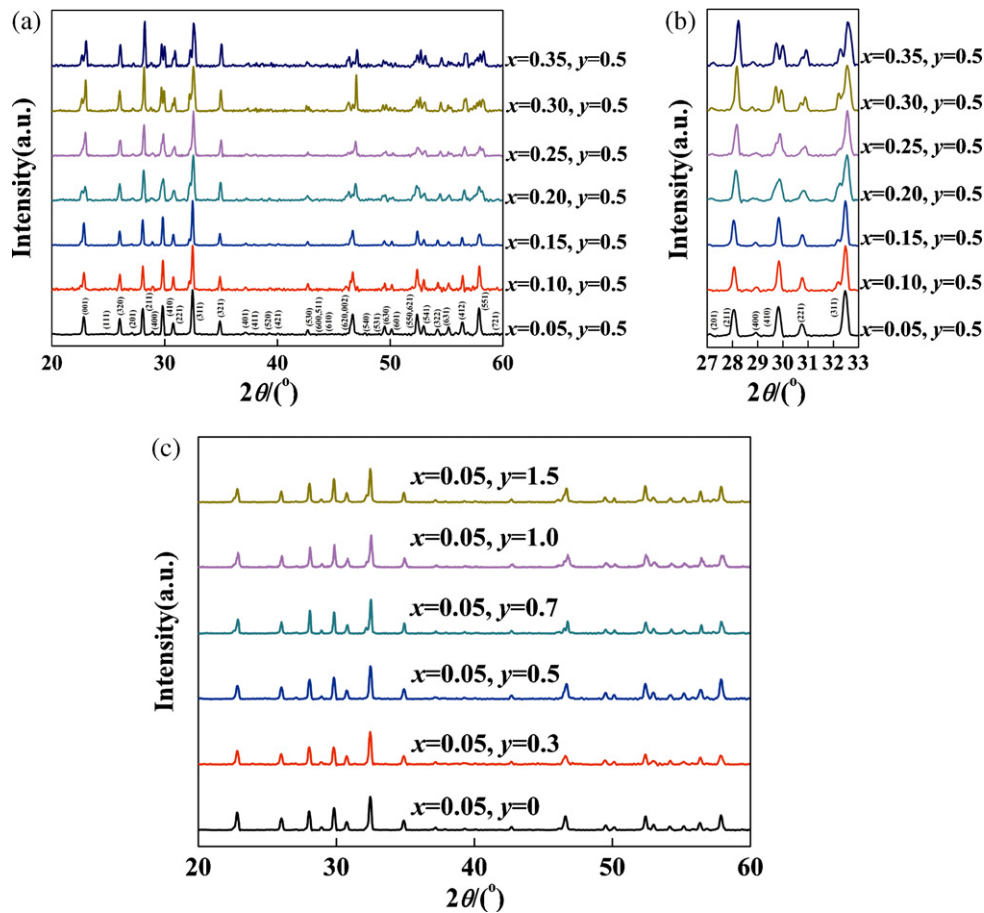 (a)
Intensity(a.u.)
x=0.35, y=0.5
x=0.30, y=0.5
x=0.25, y=0.5
x=0.20, y=0.5
x=0.15, y=0.5
x=0.10, y=0.5
x=0.05, y=0.5
(001) (111) (320) (201) (211) (400) (410) (221) (311) (321) (401) (411) (520) (421) (530) (600,511) (610) (620,002) (540) (531) (630) (601) (550,621) (541) (322) (631) (412) (551) (721)
20 30 40 50 60
2θ/(°)
(b)
Intensity(a.u.)
x=0.35, y=0.5
x=0.30, y=0.5
x=0.25, y=0.5
x=0.20, y=0.5
x=0.15, y=0.5
x=0.10, y=0.5
x=0.05, y=0.5
(201) (211) (400) (410) (221) (311)
27 28 29 30 31 32 33
2θ/(°)
(c)
Intensity(a.u.)
x=0.05, y=1.5
x=0.05, y=1.0
x=0.05, y=0.7
x=0.05, y=0.5
x=0.05, y=0.3
x=0.05, y=0
20 30 40 50 60
2θ/(°)